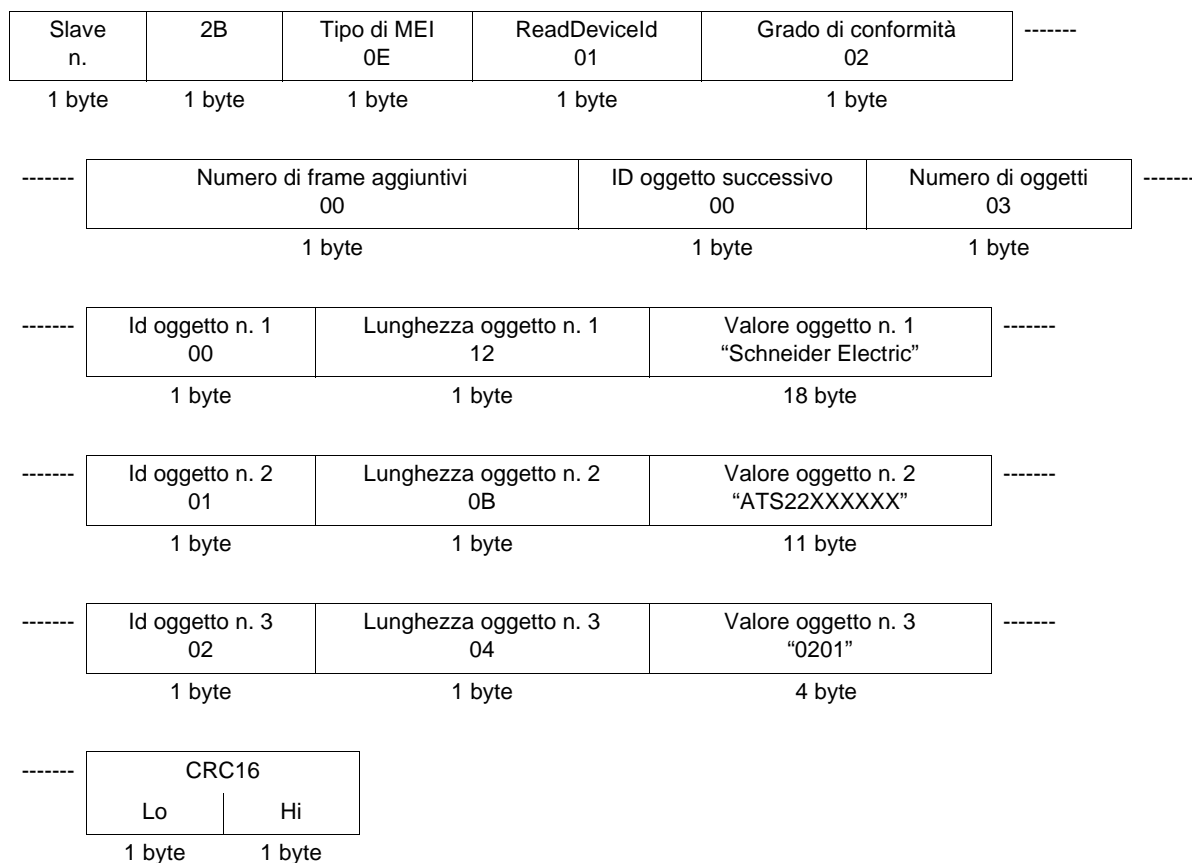 Slave 2B Tipo di MEI ReadDeviceId Grado di conformità -------
n. 0E 01 02
1 byte 1 byte 1 byte 1 byte 1 byte
------- Numero di frame aggiuntivi ID oggetto successivo Numero di oggetti -------
00 00 03
1 byte 1 byte 1 byte
------- Id oggetto n. 1 Lunghezza oggetto n. 1 Valore oggetto n. 1 -------
00 12 “Schneider Electric”
1 byte 1 byte 18 byte
------- Id oggetto n. 2 Lunghezza oggetto n. 2 Valore oggetto n. 2 -------
01 0B “ATS22XXXXXX”
1 byte 1 byte 11 byte
------- Id oggetto n. 3 Lunghezza oggetto n. 3 Valore oggetto n. 3 -------
02 04 “0201”
1 byte 1 byte 4 byte
------- CRC16
Lo Hi
1 byte 1 byte